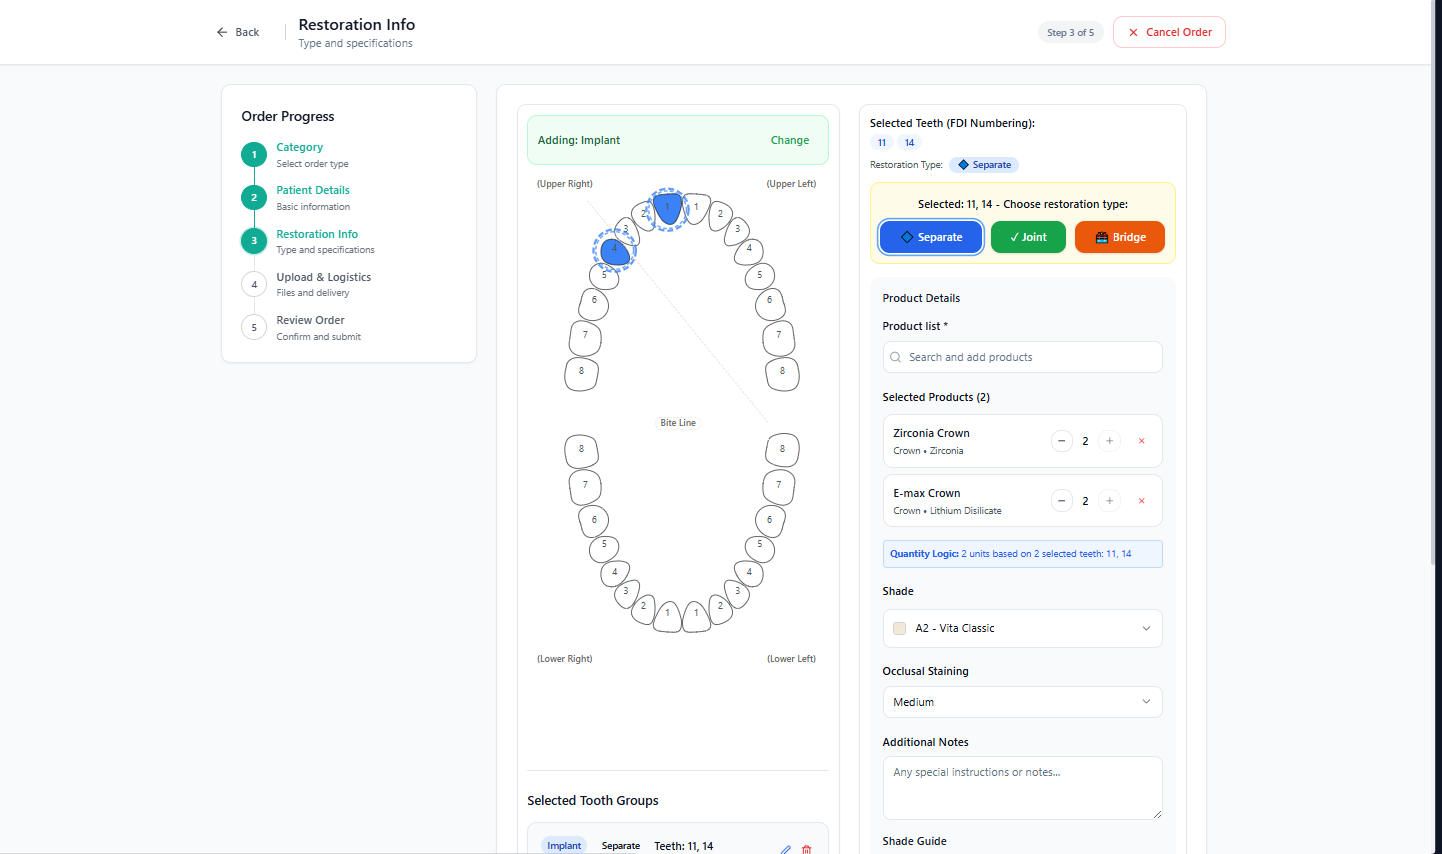 Back
Restoration Info
Type and specifications
Step 3 of 5
Cancel Order
Order Progress
1
Category
Select order type
2
Patient Details
Basic information
3
Restoration Info
Type and specifications
4
Upload & Logistics
Files and delivery
5
Review Order
Confirm and submit
Adding: Implant
Change
(Upper Right)
(Upper Left)
1 1
2 2
3 3
4 4
5 5
6 6
7 7
8 8
Bite Line
8 8
7 7
6 6
5 5
4 4
3 3
2 2
1 1
(Lower Right)
(Lower Left)
Selected Tooth Groups
Implant Separate Teeth: 11, 14
Selected Teeth (FDI Numbering):
11 14
Restoration Type: Separate
Selected: 11, 14 - Choose restoration type:
Separate
✓ Joint
Bridge
Product Details
Product list *
Search and add products
Selected Products (2)
Zirconia Crown
Crown • Zirconia
− 2 + ×
E-max Crown
Crown • Lithium Disilicate
− 2 + ×
Quantity Logic: 2 units based on 2 selected teeth: 11, 14
Shade
A2 - Vita Classic
Occlusal Staining
Medium
Additional Notes
Any special instructions or notes...
Shade Guide